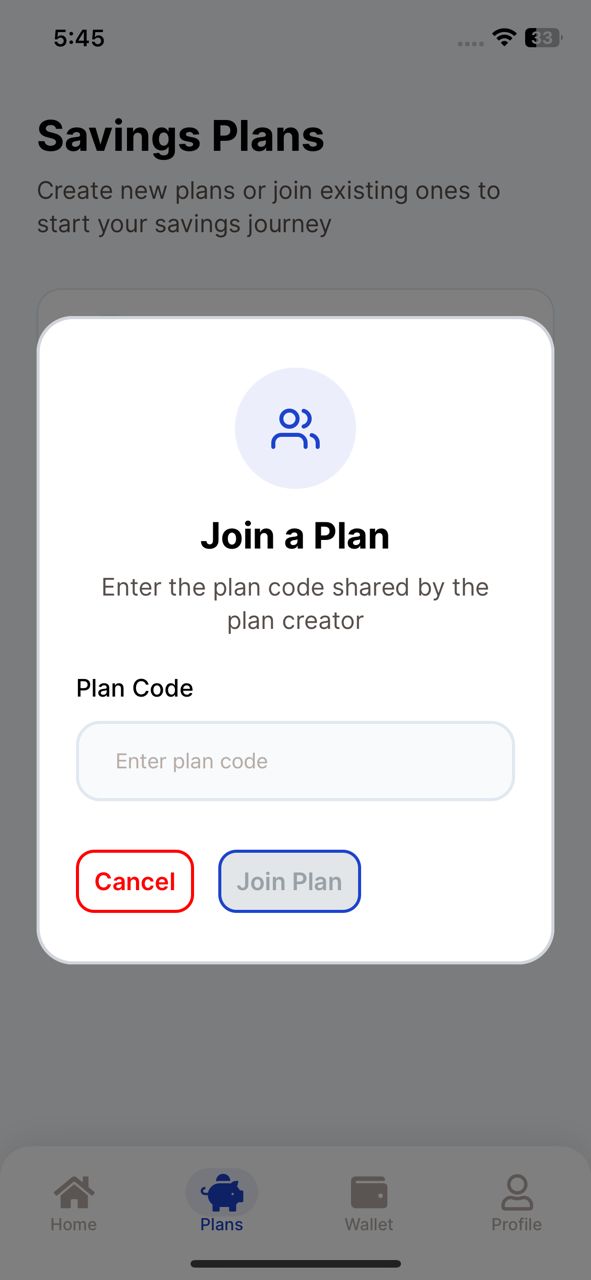 5:45
33
Savings Plans
Create new plans or join existing ones to
start your savings journey
Join a Plan
Enter the plan code shared by the
plan creator
Plan Code
Enter plan code
Cancel
Join Plan
Home
Plans
Wallet
Profile